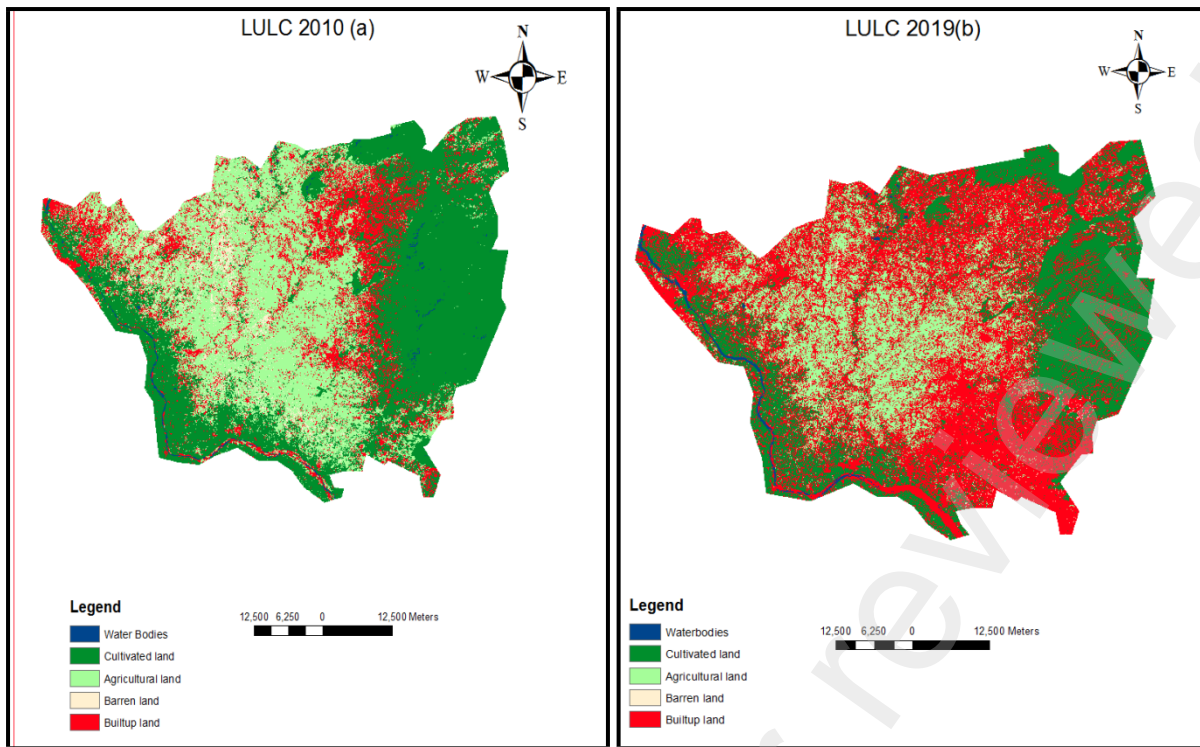 LULC 2010 (a)
N
W E
S
Legend
Water Bodies
Cultivated land
Agricultural land
Barren land
Builtup land
12,500 6,250 0 12,500 Meters
LULC 2019(b)
N
W E
S
Legend
Waterbodies
Cultivated land
Agricultural land
Barren land
Builtup land
12,500 6,250 0 12,500 Meters
r reviewe